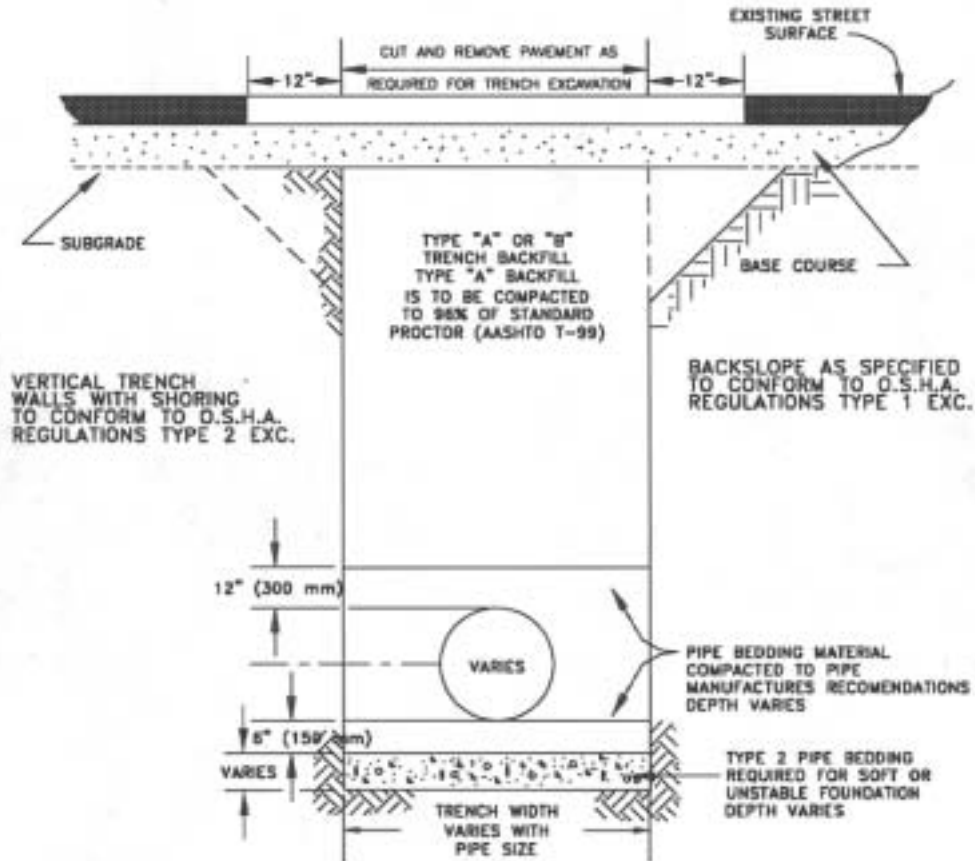 EXISTING STREET
SURFACE
CUT AND REMOVE PAVEMENT AS
REQUIRED FOR TRENCH EXCAVATION
12"
12"
SUBGRADE
BASE COURSE
TYPE "A" OR "B"
TRENCH BACKFILL
TYPE "A" BACKFILL
IS TO BE COMPACTED
TO 96% OF STANDARD
PROCTOR (AASHTO T-99)
VERTICAL TRENCH
WALLS WITH SHORING
TO CONFORM TO O.S.H.A.
REGULATIONS TYPE 2 EXC.
BACKSLOPE AS SPECIFIED
TO CONFORM TO O.S.H.A.
REGULATIONS TYPE 1 EXC.
12" (300 mm)
VARIES
PIPE BEDDING MATERIAL
COMPACTED TO PIPE
MANUFACTURES RECOMENDATIONS
DEPTH VARIES
6" (150 mm)
VARIES
TYPE 2 PIPE BEDDING
REQUIRED FOR SOFT OR
UNSTABLE FOUNDATION
DEPTH VARIES
TRENCH WIDTH
VARIES WITH
PIPE SIZE